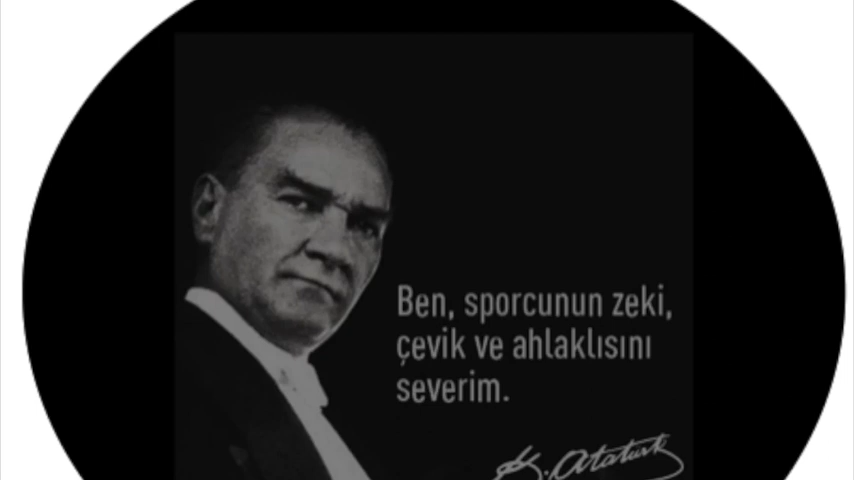 Ben, sporcunun zeki,
çevik ve ahlaklısını
severim.
K. Atatürk